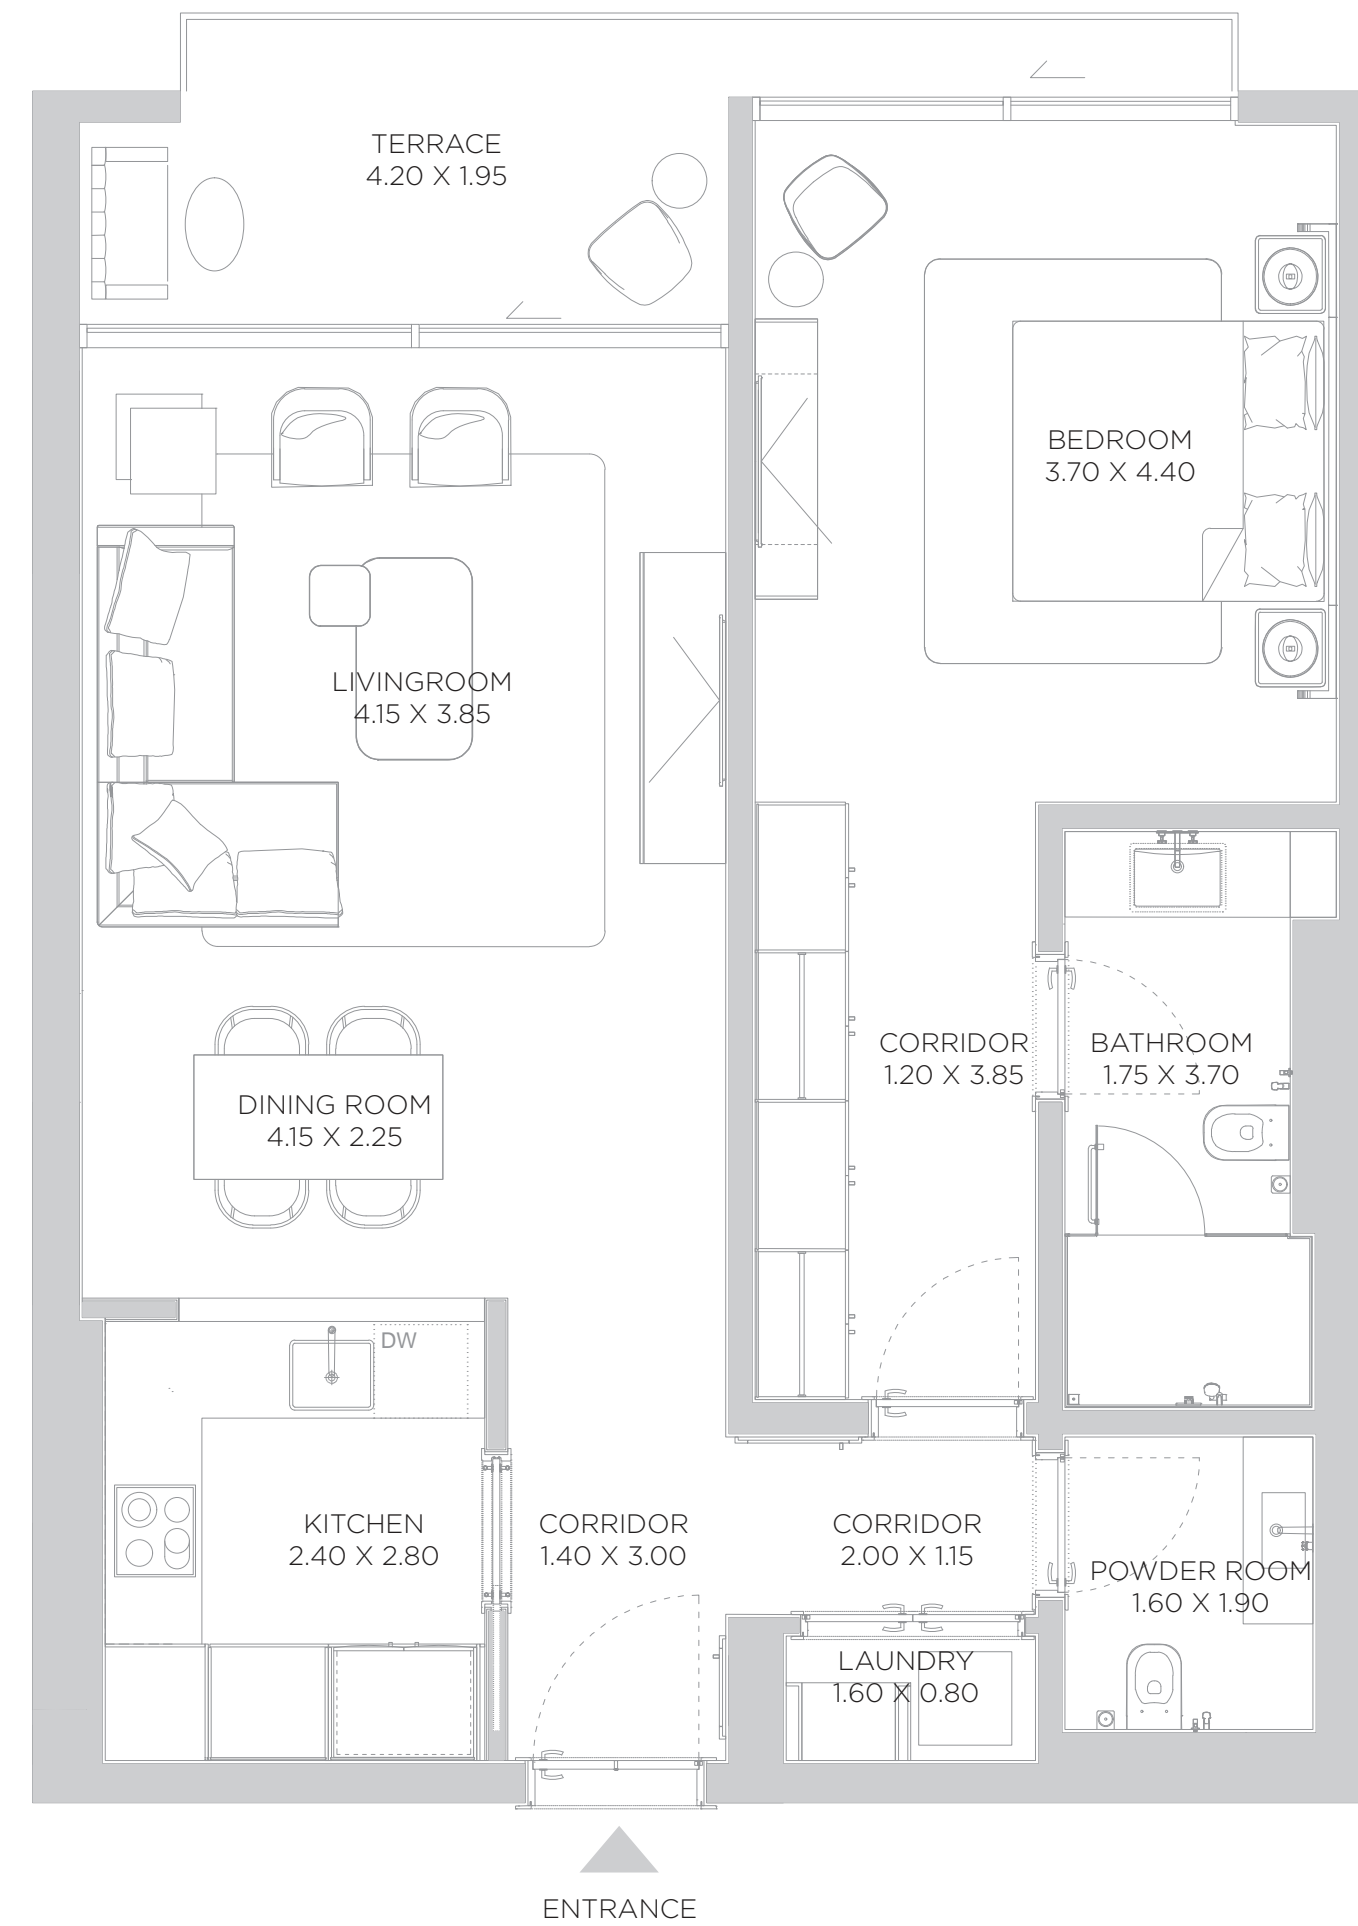 TERRACE
4.20 X 1.95
BEDROOM
3.70 X 4.40
LIVINGROOM
4.15 X 3.85
CORRIDOR
1.20 X 3.85
BATHROOM
1.75 X 3.70
DINING ROOM
4.15 X 2.25
DW
KITCHEN
2.40 X 2.80
CORRIDOR
1.40 X 3.00
CORRIDOR
2.00 X 1.15
POWDER ROOM
1.60 X 1.90
LAUNDRY
1.60 X 0.80
ENTRANCE